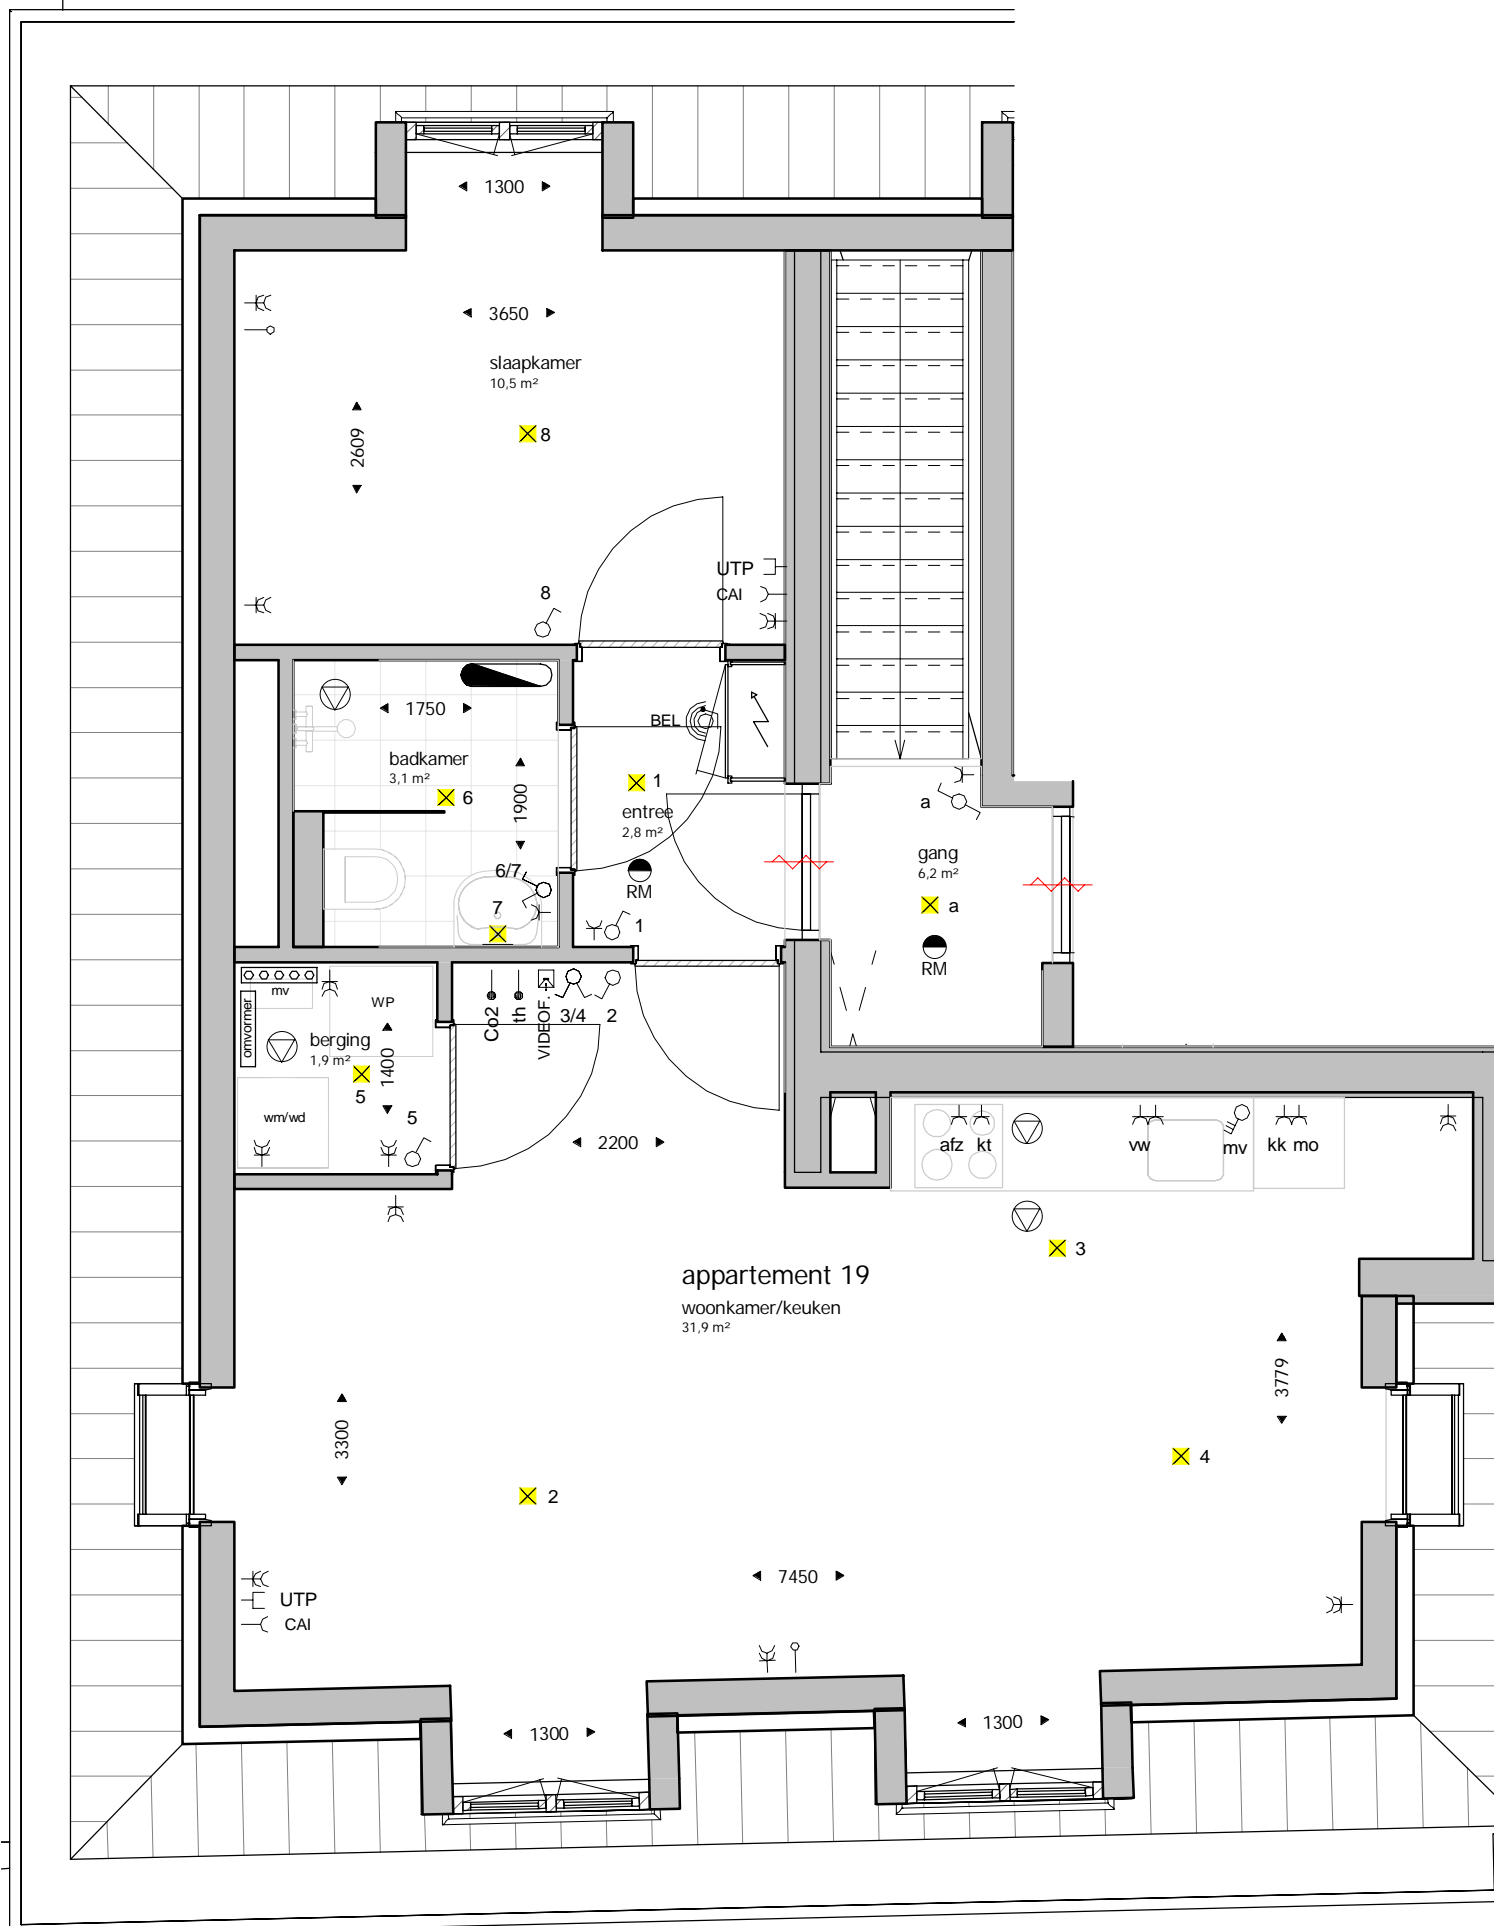 1300
3650
slaapkamer
10,5 m²
2609
8
8
UTP
CAI
1750
badkamer
3,1 m²
6
1900
6/7
7
BEL
1
entree
2,8 m²
RM
1
a
gang
6,2 m²
a
RM
mv
WP
omvormer
berging
1,9 m²
1400
5
5
wm/wd
Co2
th
VIDEOF.
3/4
2
2200
afz
kt
vw
mv
kk
mo
3
appartement 19
woonkamer/keuken
31,9 m²
3779
3300
4
2
7450
UTP
CAI
1300
1300